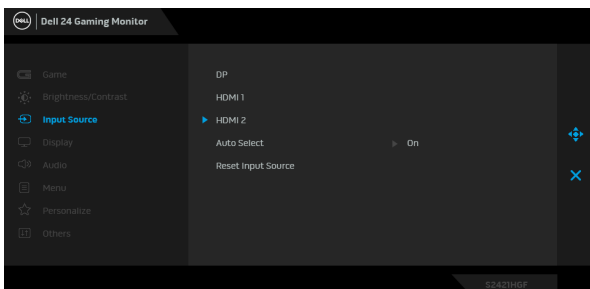 DELL Dell 24 Gaming Monitor
Game
Brightness/Contrast
Input Source
Display
Audio
Menu
Personalize
Others
DP
HDMI 1
HDMI 2
Auto Select On
Reset Input Source
S2421HGF